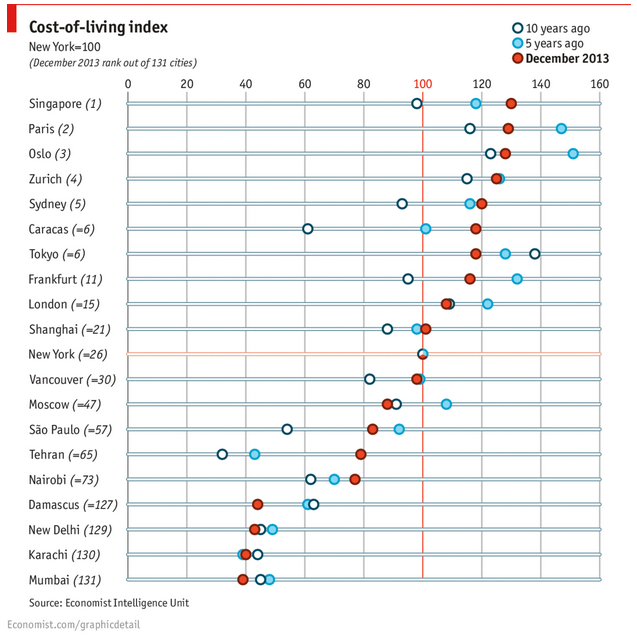 Cost-of-living index
New York=100
(December 2013 rank out of 131 cities)
10 years ago
5 years ago
December 2013
0 20 40 60 80 100 120 140 160
Singapore (1)
Paris (2)
Oslo (3)
Zurich (4)
Sydney (5)
Caracas (=6)
Tokyo (=6)
Frankfurt (11)
London (=15)
Shanghai (=21)
New York (=26)
Vancouver (=30)
Moscow (=47)
São Paulo (=57)
Tehran (=65)
Nairobi (=73)
Damascus (=127)
New Delhi (129)
Karachi (130)
Mumbai (131)
Source: Economist Intelligence Unit
Economist.com/graphicdetail